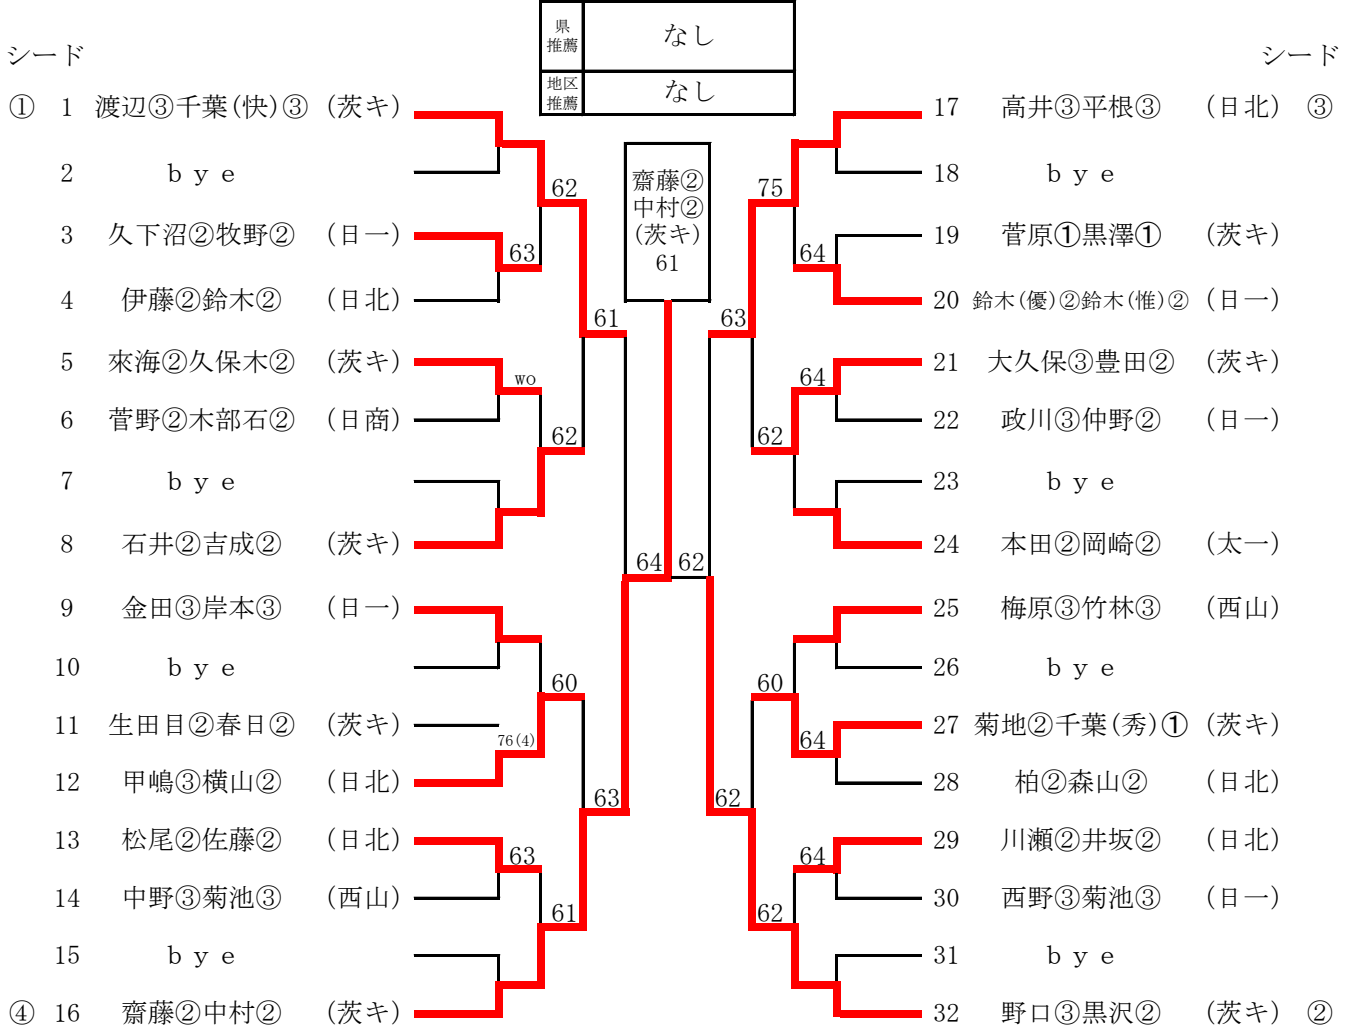 県
推薦
なし
地区
推薦
なし
シード
シード
① 1 渡辺③千葉(快)③ (茨キ)
2 bye
3 久下沼②牧野② (日一)
4 伊藤②鈴木② (日北)
5 來海②久保木② (茨キ)
6 菅野②木部石② (日商)
7 bye
8 石井②吉成② (茨キ)
9 金田③岸本③ (日一)
10 bye
11 生田目②春日② (茨キ)
12 甲嶋③横山② (日北)
13 松尾②佐藤② (日北)
14 中野③菊池③ (西山)
15 bye
④ 16 齋藤②中村② (茨キ)
62
63
61
wo
62
60
76(4)
63
63
61
64
齋藤②
中村②
(茨キ)
61
62
75
64
63
64
62
60
64
62
64
62
17 高井③平根③ (日北) ③
18 bye
19 菅原①黒澤① (茨キ)
20 鈴木(優)②鈴木(惟)② (日一)
21 大久保③豊田② (茨キ)
22 政川③仲野② (日一)
23 bye
24 本田②岡崎② (太一)
25 梅原③竹林③ (西山)
26 bye
27 菊地②千葉(秀)① (茨キ)
28 柏②森山② (日北)
29 川瀬②井坂② (日北)
30 西野③菊池③ (日一)
31 bye
32 野口③黒沢② (茨キ) ②